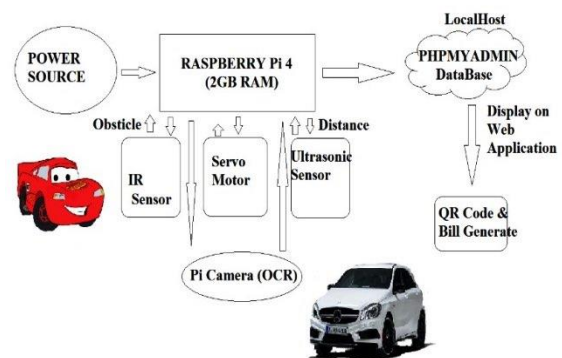 LocalHost
POWER
SOURCE
RASPBERRY Pi 4
(2GB RAM)
PHPMYADMIN
DataBase
Display on
Web
Application
Obsticle
Distance
IR
Sensor
Servo
Motor
Ultrasonic
Sensor
QR Code &
Bill Generate
Pi Camera (OCR)